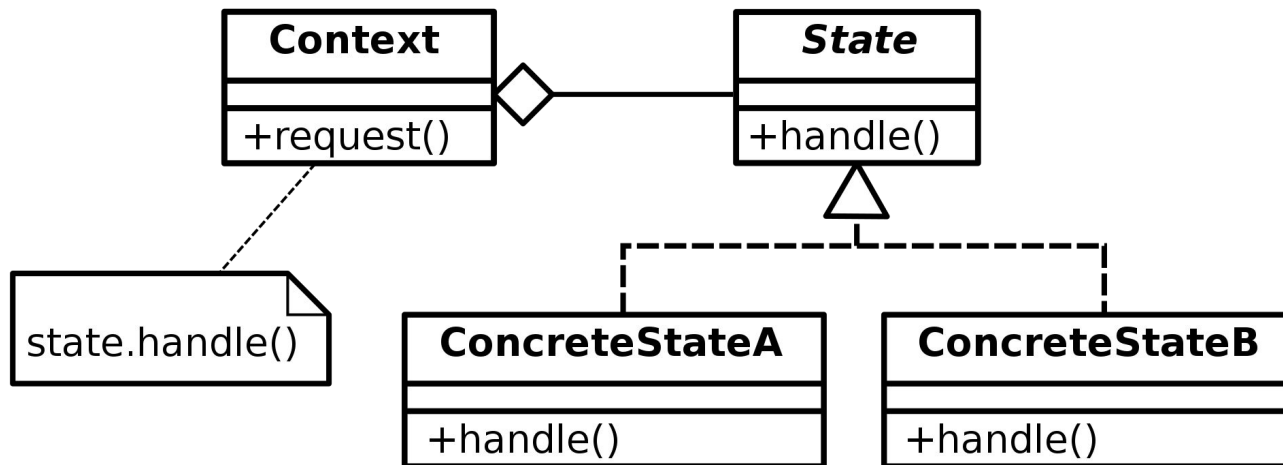 Context
+request()
State
+handle()
state.handle()
ConcreteStateA
+handle()
ConcreteStateB
+handle()